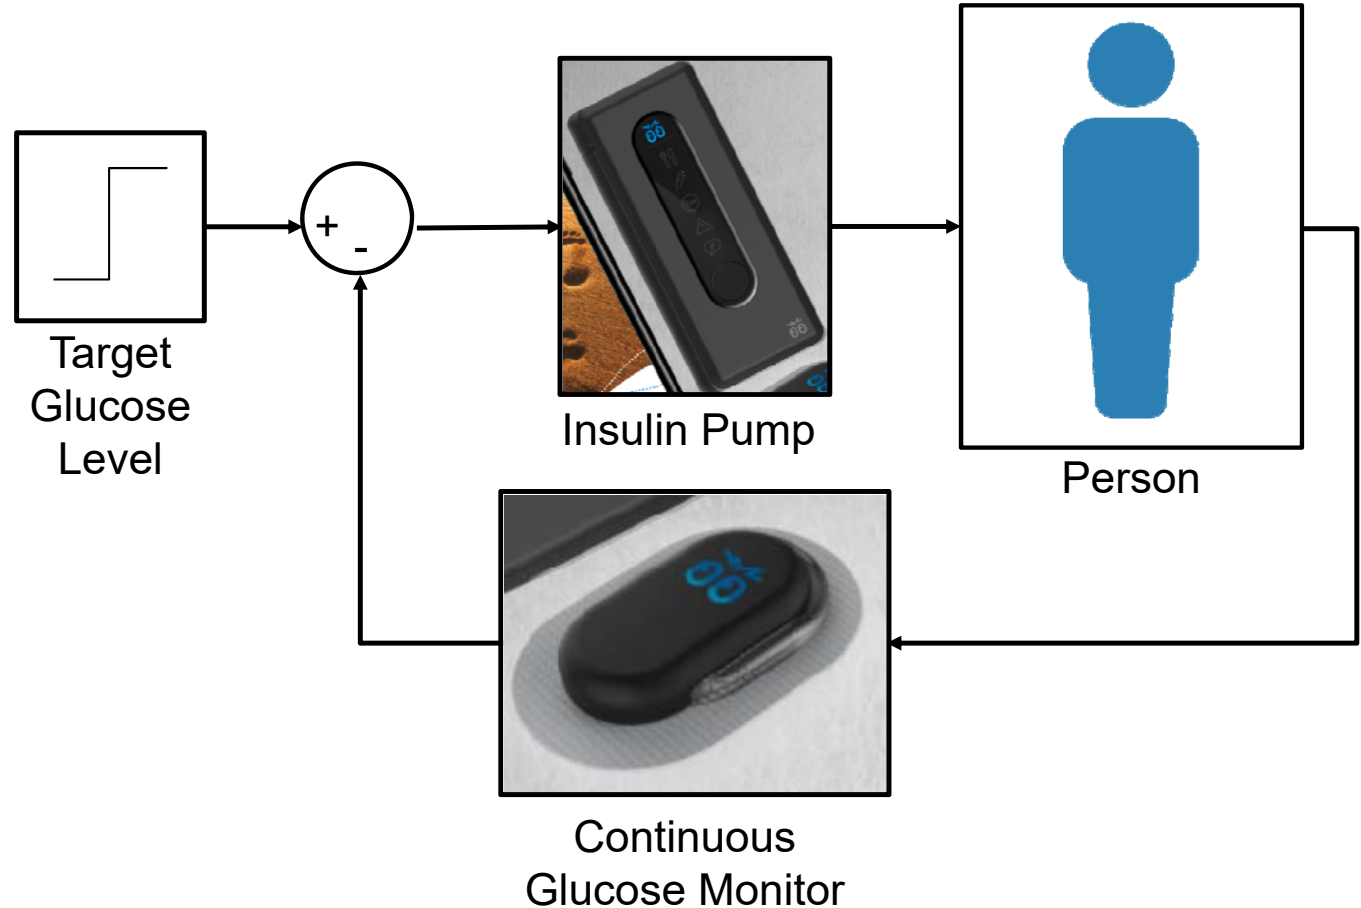 Target
Glucose
Level
+
-
Insulin Pump
Person
Continuous
Glucose Monitor